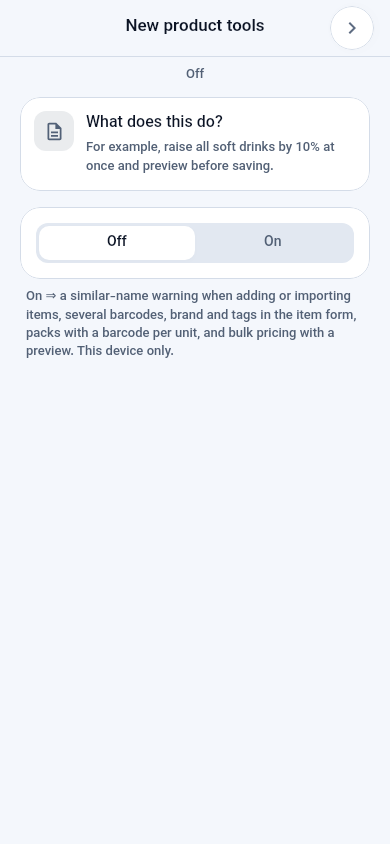 New product tools
Off
What does this do?
For example, raise all soft drinks by 10% at
once and preview before saving.
Off
On
On ⇒ a similar-name warning when adding or importing
items, several barcodes, brand and tags in the item form,
packs with a barcode per unit, and bulk pricing with a
preview. This device only.